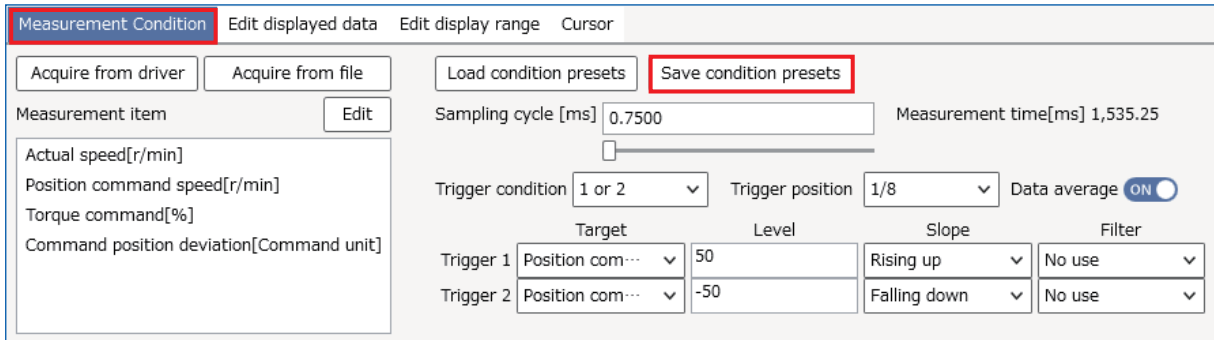 Measurement Condition Edit displayed data Edit display range Cursor
Acquire from driver Acquire from file Load condition presets Save condition presets
Measurement item Edit Sampling cycle [ms] 0.7500 Measurement time[ms] 1,535.25
Actual speed[r/min]
Position command speed[r/min]
Torque command[%]
Command position deviation[Command unit]
Trigger condition 1 or 2 Trigger position 1/8 Data average ON
Target Level Slope Filter
Trigger 1 Position com··· 50 Rising up No use
Trigger 2 Position com··· -50 Falling down No use